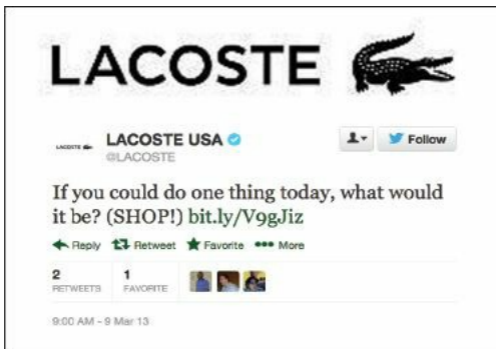 LACOSTE
LACOSTE
LACOSTE USA
@LACOSTE
Follow
If you could do one thing today, what would
it be? (SHOP!) bit.ly/V9gJiz
Reply Retweet Favorite More
2 1
RETWEETS FAVORITE
9:00 AM - 9 Mar 13